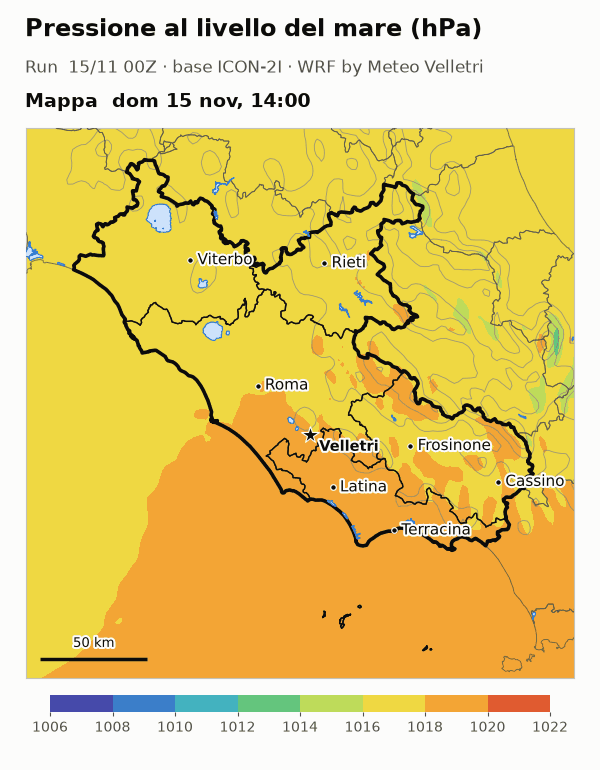 Pressione al livello del mare (hPa)
Run  15/11 00Z · base ICON-2I · WRF by Meteo Velletri
Mappa  dom 15 nov, 14:00
Viterbo
Rieti
Roma
Velletri
Frosinone
Cassino
Latina
Terracina
50 km
1006 1008 1010 1012 1014 1016 1018 1020 1022